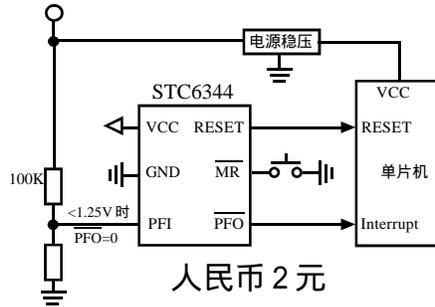 电源稳压
STC6344
VCC
VCC RESET
RESET
GND MR
单片机
100K
<1.25V 时
PFO=0
PFI PFO
Interrupt
人民币 2 元